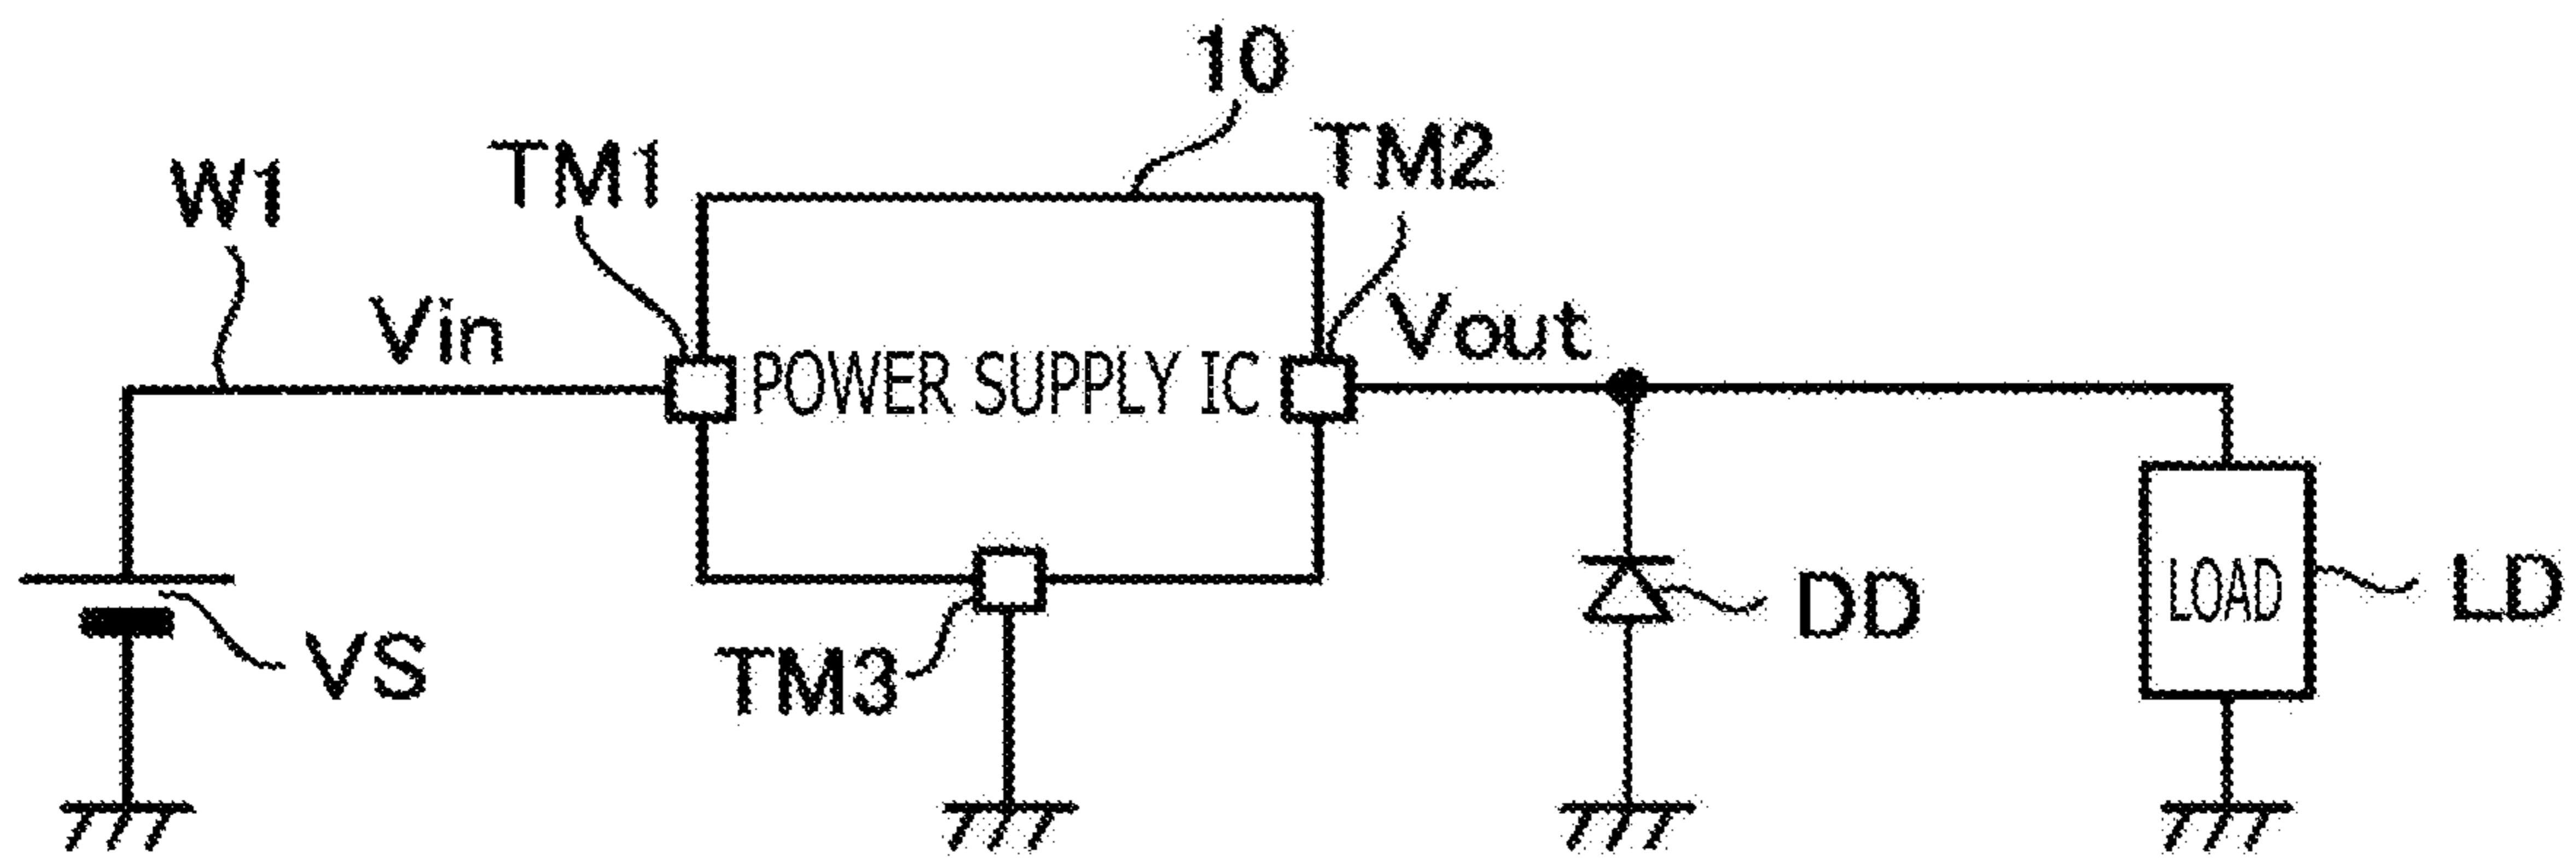 10
W1
TM1
TM2
Vin
Vout
POWER SUPPLY IC
VS
TM3
DD
LOAD
LD